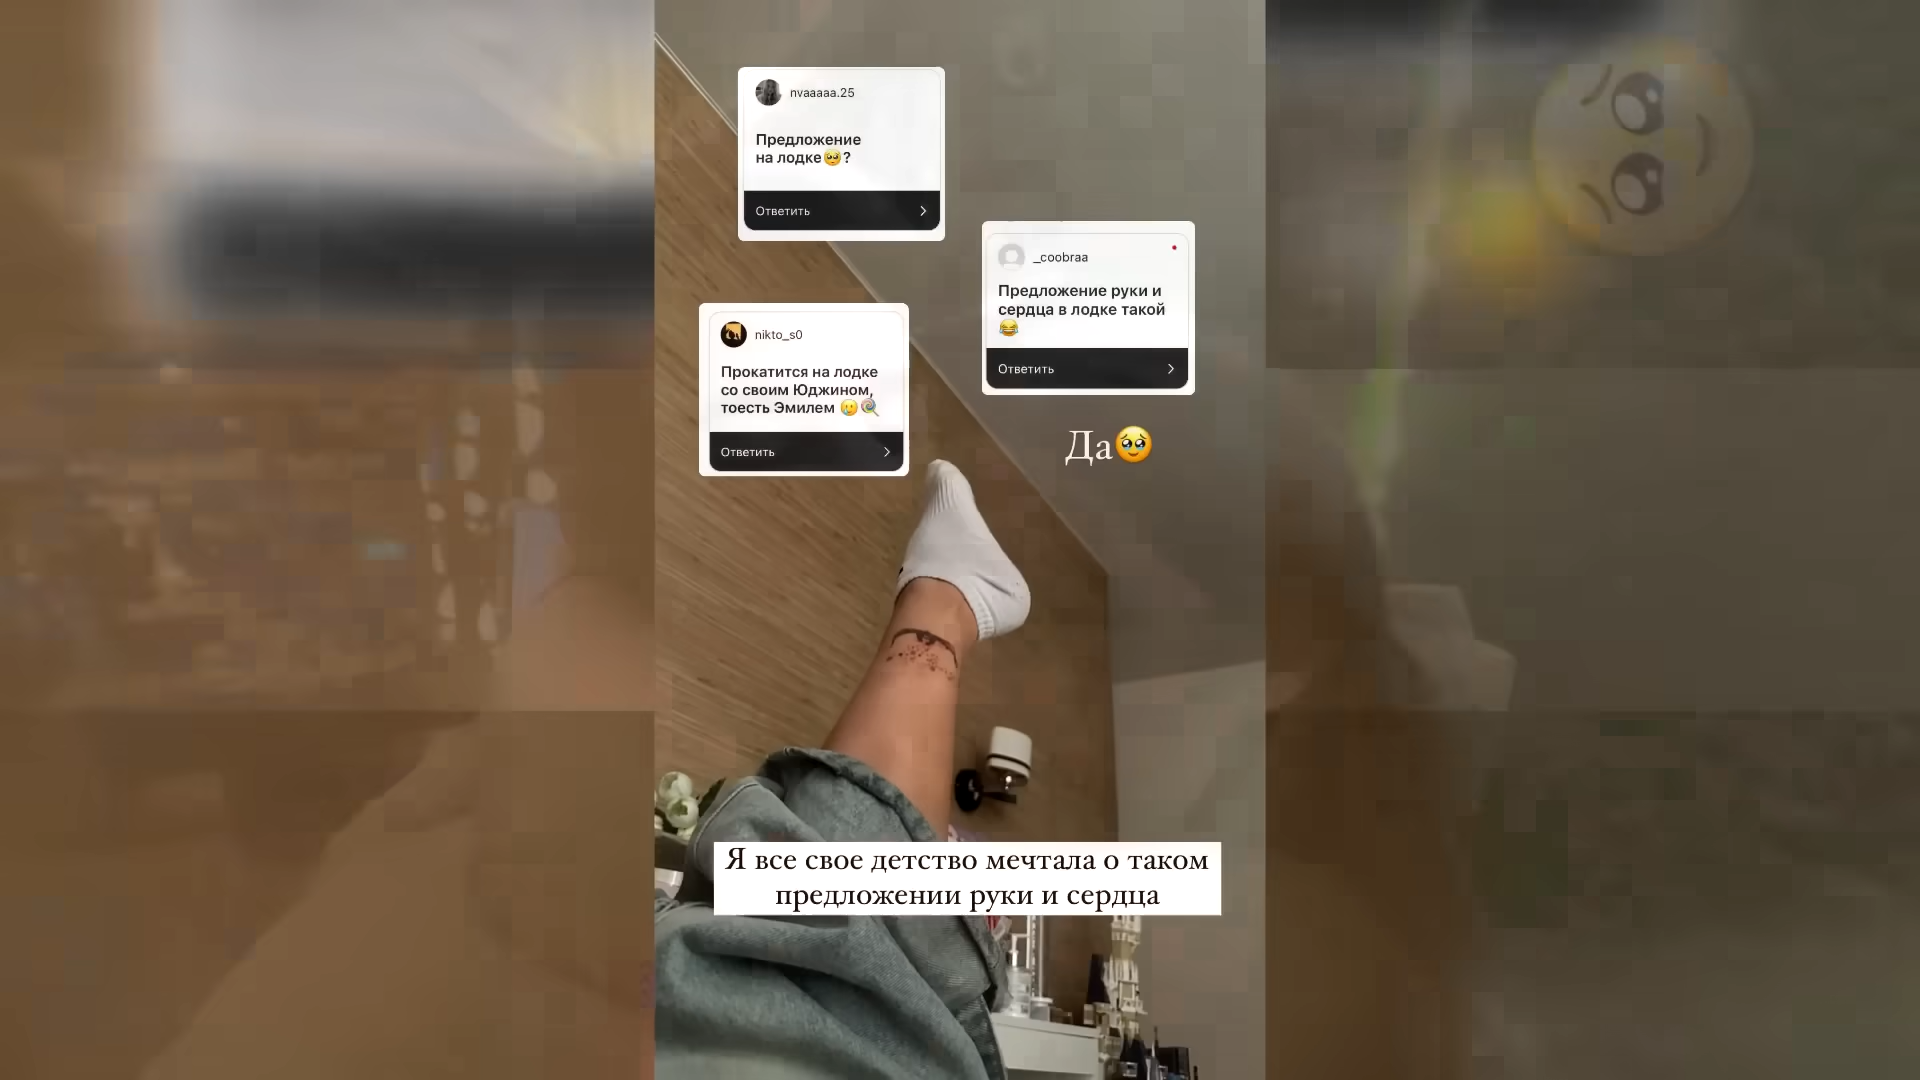 nvaaaaa.25
Предложение
на лодке🥺?
Ответить
_coobraa
Предложение руки и
сердца в лодке такой
😂
Ответить
nikto_s0
Прокатится на лодке
со своим Юджином,
тоесть Эмилем 🥲🍭
Ответить
Да🥹
Я все свое детство мечтала о таком
предложении руки и сердца